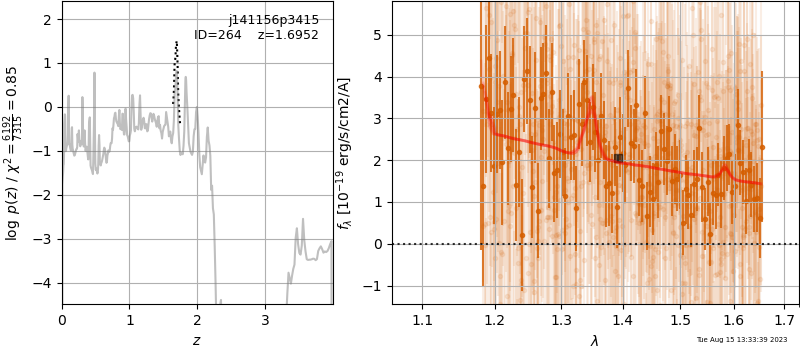 j141156p3415
ID=264 z=1.6952
log p(z) / χ² = 6192/7315 = 0.85
2
1
0
−1
−2
−3
−4
0 1 2 3
z
fλ [10⁻¹⁹ erg/s/cm2/A]
5
4
3
2
1
0
−1
m
1.1 1.2 1.3 1.4 1.5 1.6 1.7
λ
Tue Aug 15 13:33:39 2023